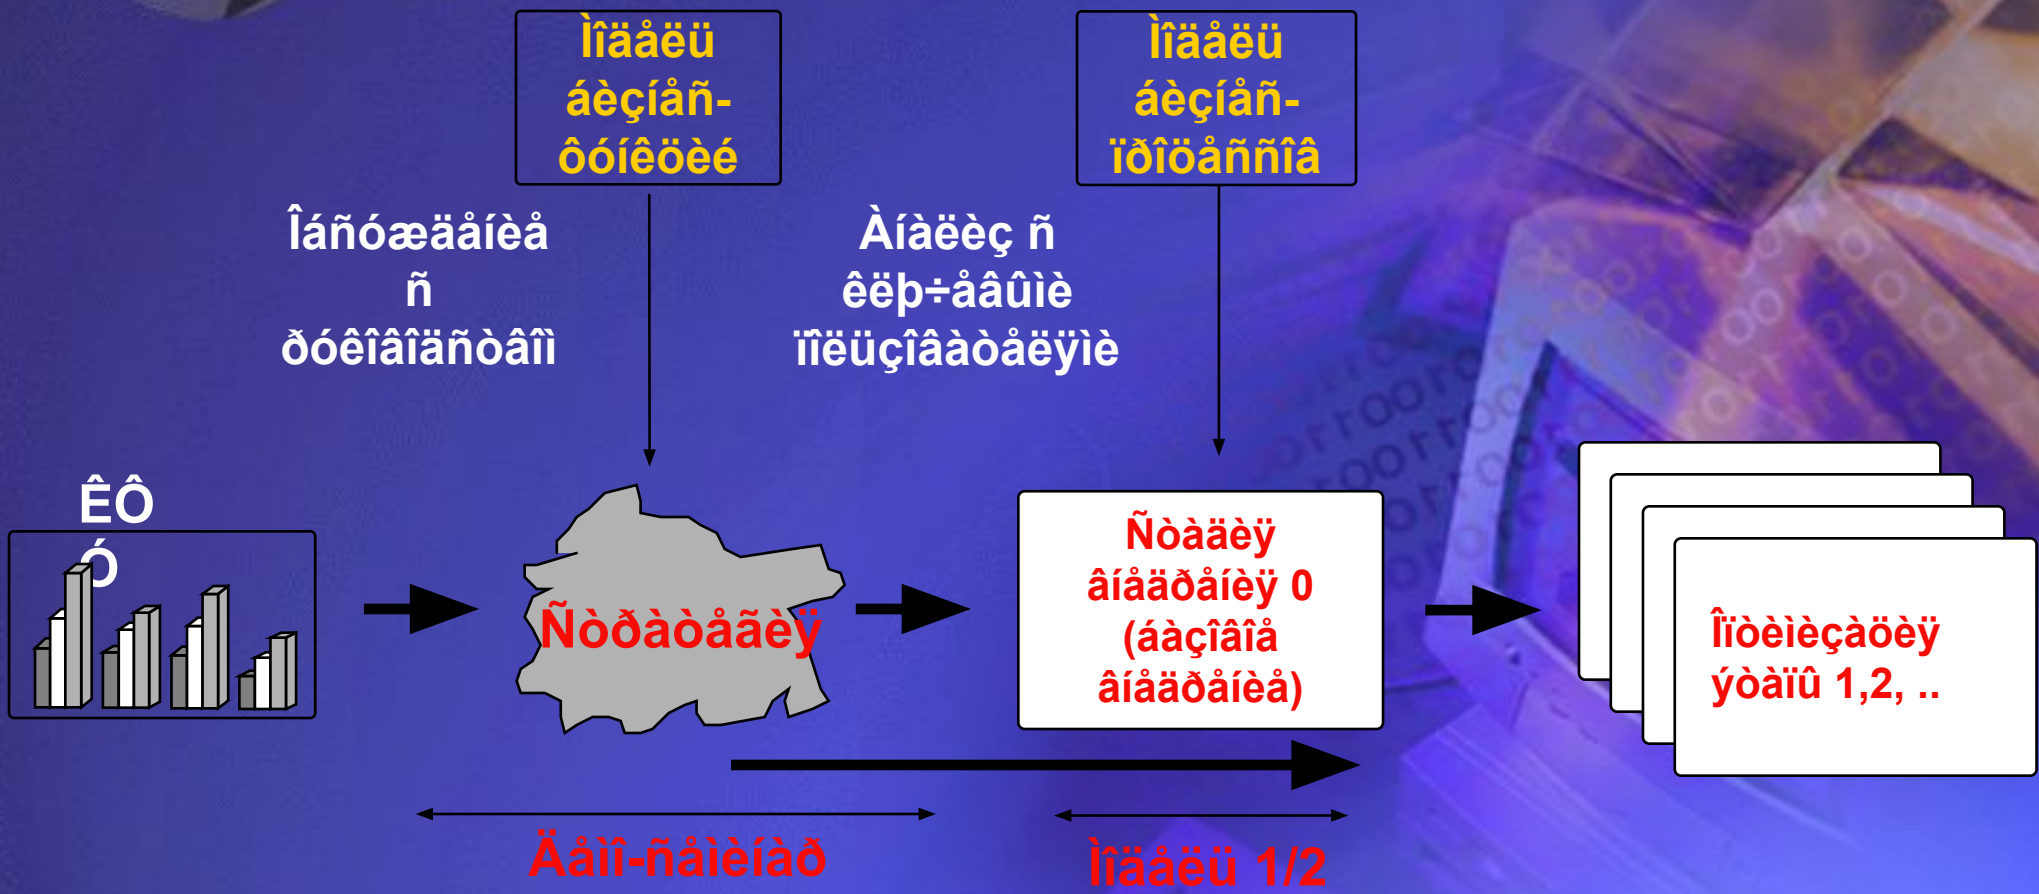 Ìîäåëü
áèçíåñ-
ôóíêöèé
Ìîäåëü
áèçíåñ-
ïðîöåññîâ
Îáñóæäåíèå
ñ
ðóêîâîäñòâîì
Àíàëèç ñ
êëþ÷åâûìè
ïîëüçîâàòåëÿìè
ÊÔ
Ó
Ñòðàòåãèÿ
Ñòàäèÿ
âíåäðåíèÿ 0
(áàçîâîå
âíåäðåíèå)
Îïòèìèçàöèÿ
ýòàïû 1,2, ..
Äåìî-ñåìèíàð
Ìîäåëü 1/2